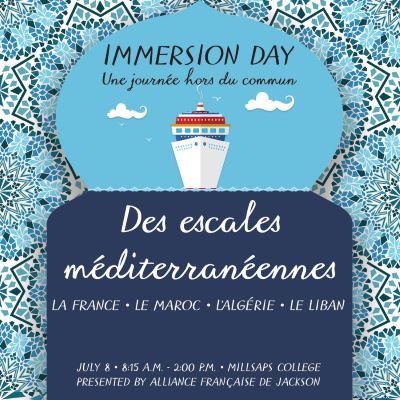 IMMERSION DAY
Une journée hors du commun
Des escales
méditerranéennes
LA FRANCE • LE MAROC • L'ALGÉRIE • LE LIBAN
JULY 8 • 8:15 A.M. - 2:00 P.M. • MILLSAPS COLLEGE
PRESENTED BY ALLIANCE FRANÇAISE DE JACKSON